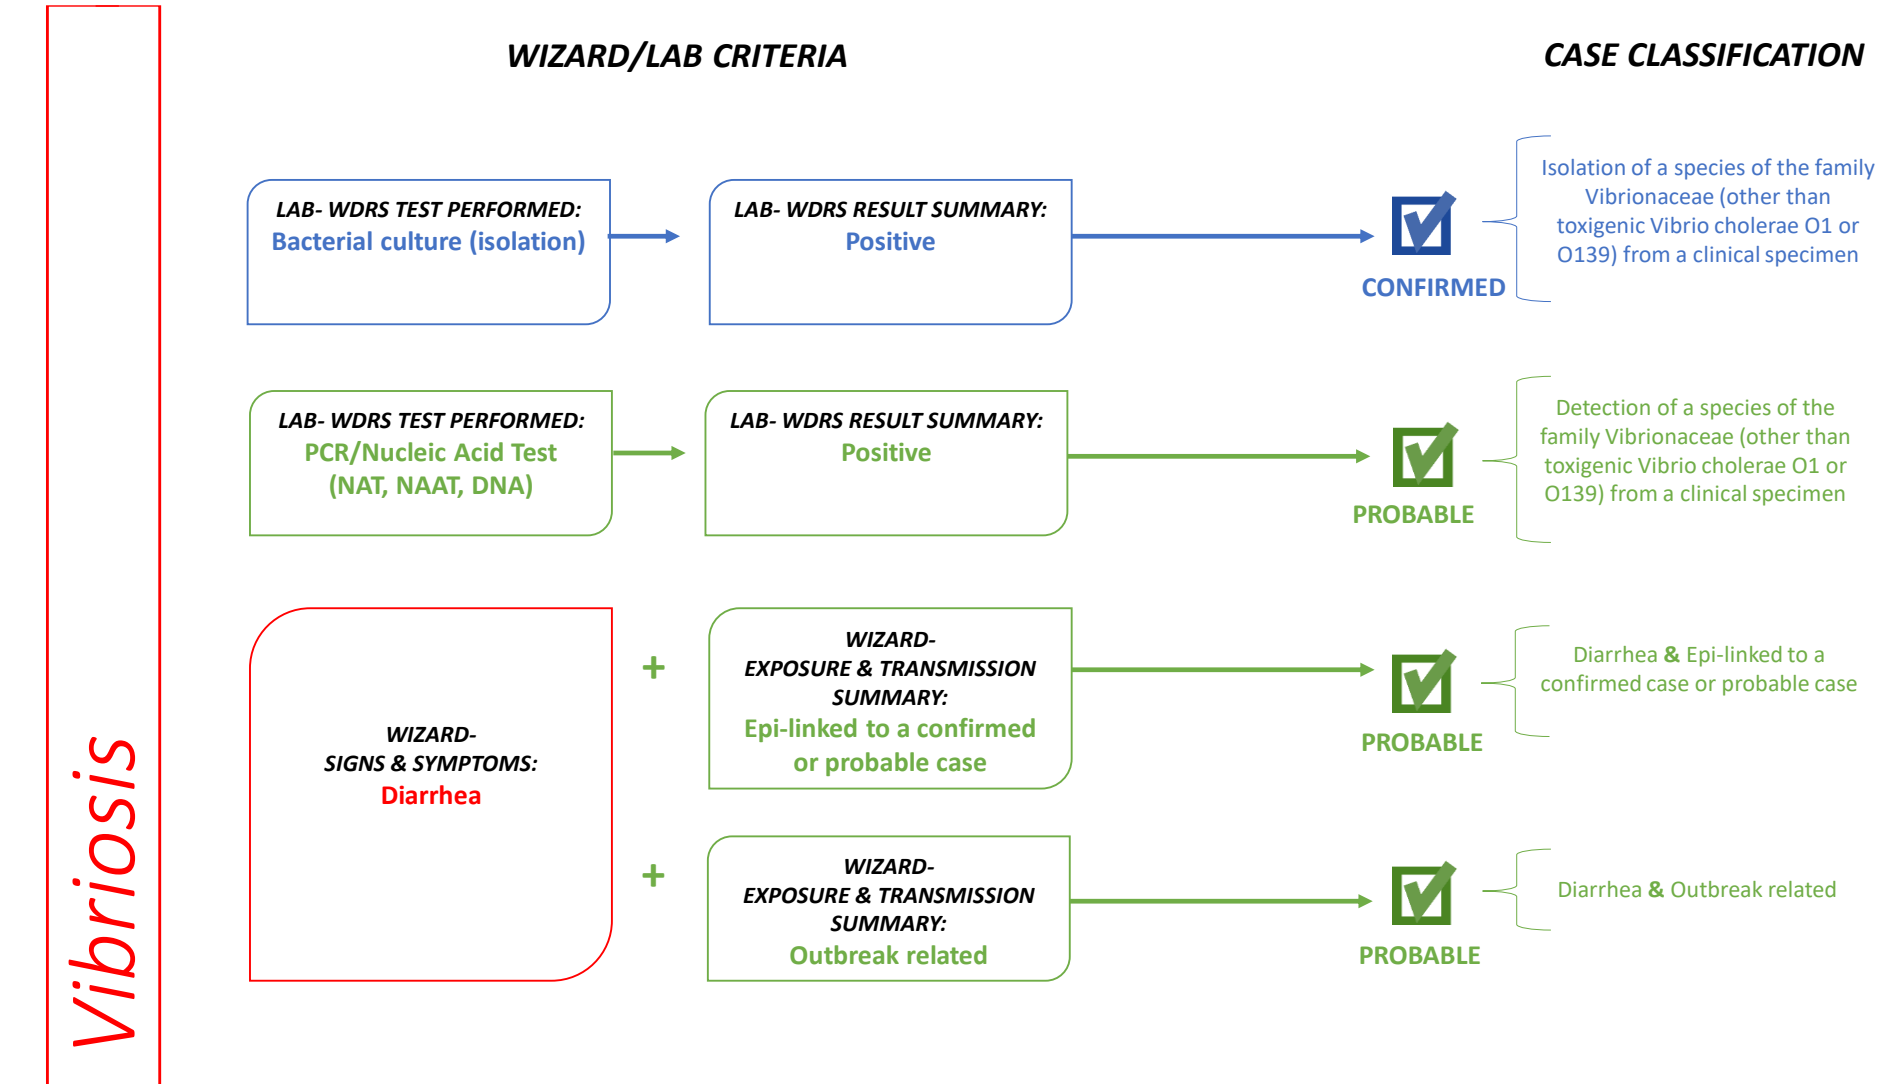 Vibriosis
WIZARD/LAB CRITERIA
CASE CLASSIFICATION
LAB- WDRS TEST PERFORMED:
Bacterial culture (isolation)
LAB- WDRS RESULT SUMMARY:
Positive
CONFIRMED
Isolation of a species of the family
Vibrionaceae (other than
toxigenic Vibrio cholerae O1 or
O139) from a clinical specimen
LAB- WDRS TEST PERFORMED:
PCR/Nucleic Acid Test
(NAT, NAAT, DNA)
LAB- WDRS RESULT SUMMARY:
Positive
PROBABLE
Detection of a species of the
family Vibrionaceae (other than
toxigenic Vibrio cholerae O1 or
O139) from a clinical specimen
WIZARD-
SIGNS & SYMPTOMS:
Diarrhea
+
WIZARD-
EXPOSURE & TRANSMISSION
SUMMARY:
Epi-linked to a confirmed
or probable case
PROBABLE
Diarrhea & Epi-linked to a
confirmed case or probable case
+
WIZARD-
EXPOSURE & TRANSMISSION
SUMMARY:
Outbreak related
PROBABLE
Diarrhea & Outbreak related